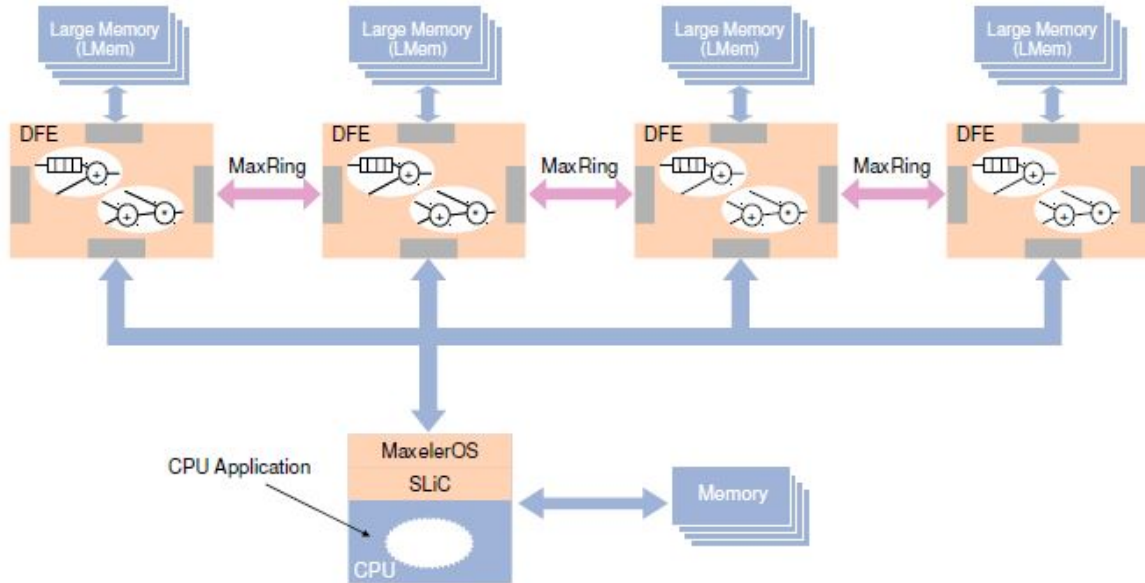 Large Memory
(LMem)
Large Memory
(LMem)
Large Memory
(LMem)
Large Memory
(LMem)
DFE
DFE
DFE
DFE
MaxRing
MaxRing
MaxRing
MaxelerOS
CPU Application
SLiC
Memory
CPU